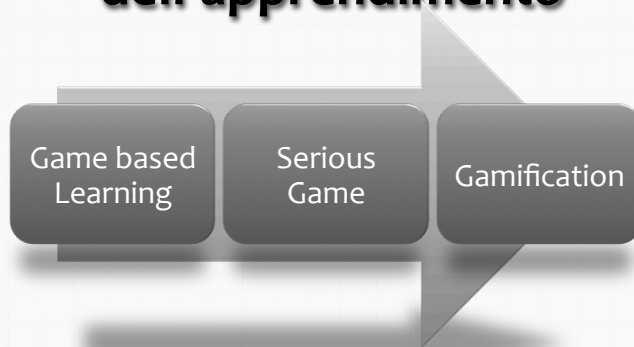 dell'apprendimento
Game based
Learning
Serious
Game
Gamification